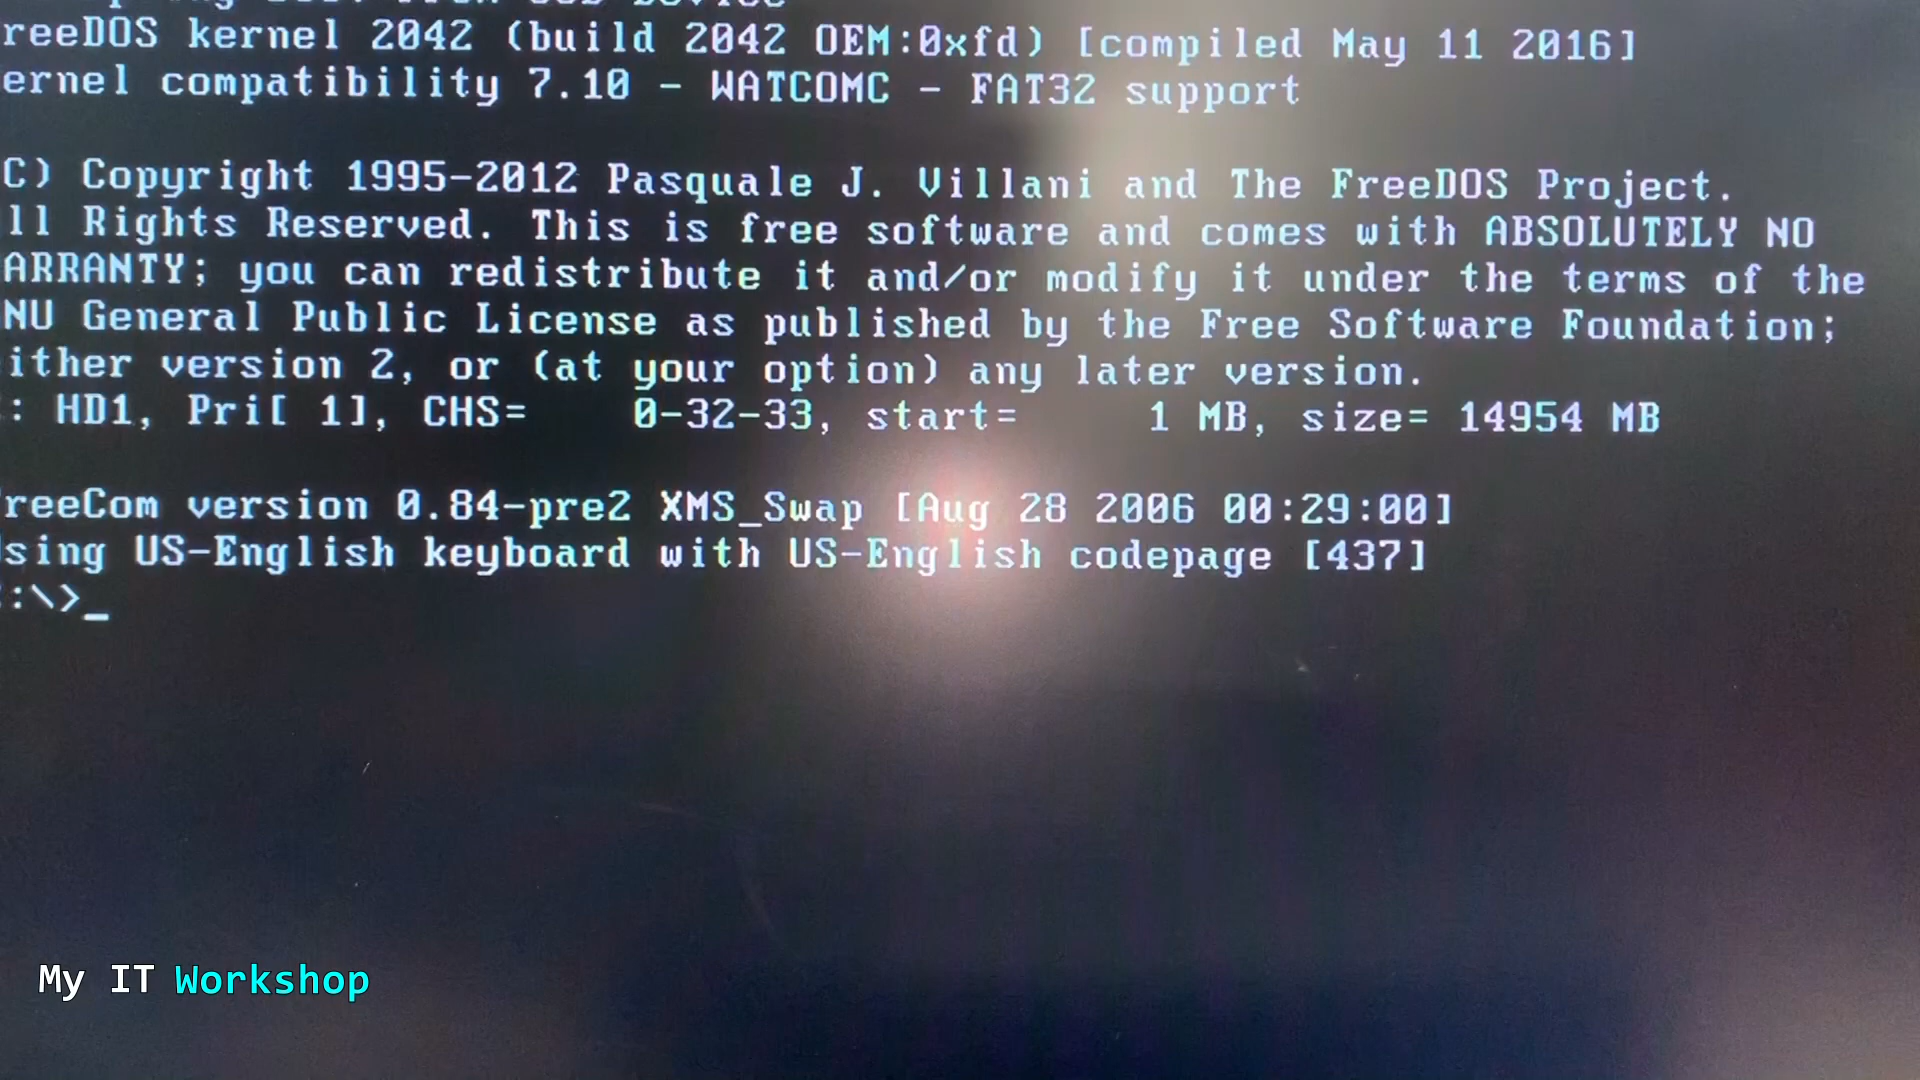 reeDOS kernel 2042 (build 2042 OEM:0xfd) [compiled May 11 2016]
ernel compatibility 7.10 - WATCOMC - FAT32 support
C) Copyright 1995-2012 Pasquale J. Villani and The FreeDOS Project.
ll Rights Reserved. This is free software and comes with ABSOLUTELY NO
ARRANTY; you can redistribute it and/or modify it under the terms of the
NU General Public License as published by the Free Software Foundation;
ither version 2, or (at your option) any later version.
: HD1, Pri[ 1], CHS=    0-32-33, start=     1 MB, size= 14954 MB
reeCom version 0.84-pre2 XMS_Swap [Aug 28 2006 00:29:00]
sing US-English keyboard with US-English codepage [437]
:\>_
My IT Workshop